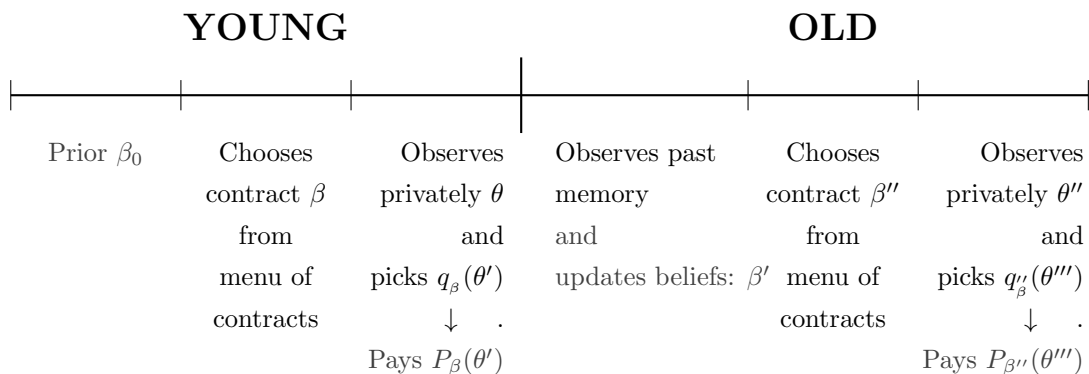 YOUNG
OLD
Prior β₀
Chooses
contract β
from
menu of
contracts
Observes
privately θ
and
picks q_β(θ′)
↓ .
Pays P_β(θ′)
Observes past
memory
and
updates beliefs: β′
Chooses
contract β′′
from
menu of
contracts
Observes
privately θ′′
and
picks q_β′′(θ′′′)
↓ .
Pays P_β′′(θ′′′)